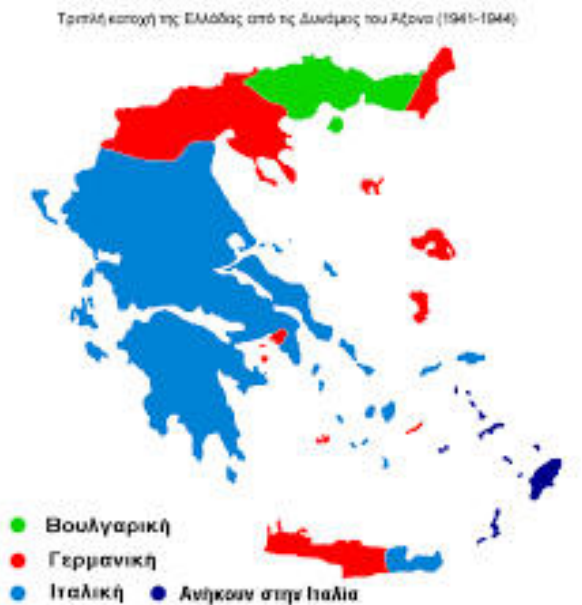 Τριπλή κατοχή της Ελλάδας από τις Δυνάμεις του Άξονα (1941-1944)
Βουλγαρική
Γερμανική
Ιταλική
Ανήκουν στην Ιταλία